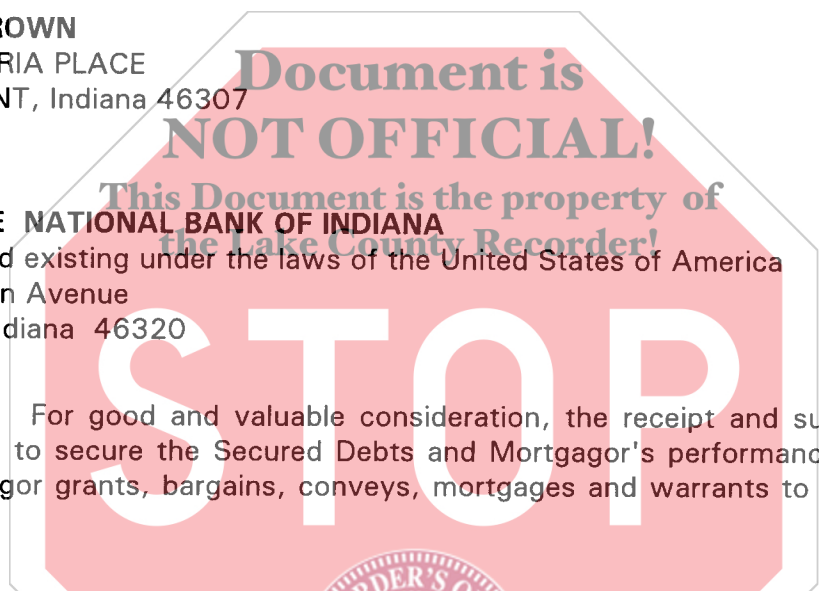 ROWN
RIA PLACE
NT, Indiana 46307
Document is
NOT OFFICIAL!
This Document is the property of
the Lake County Recorder!
E NATIONAL BANK OF INDIANA
d existing under the laws of the United States of America
n Avenue
diana 46320
STOP
For good and valuable consideration, the receipt and su
to secure the Secured Debts and Mortgagor's performanc
gor grants, bargains, conveys, mortgages and warrants to
RDER'S O